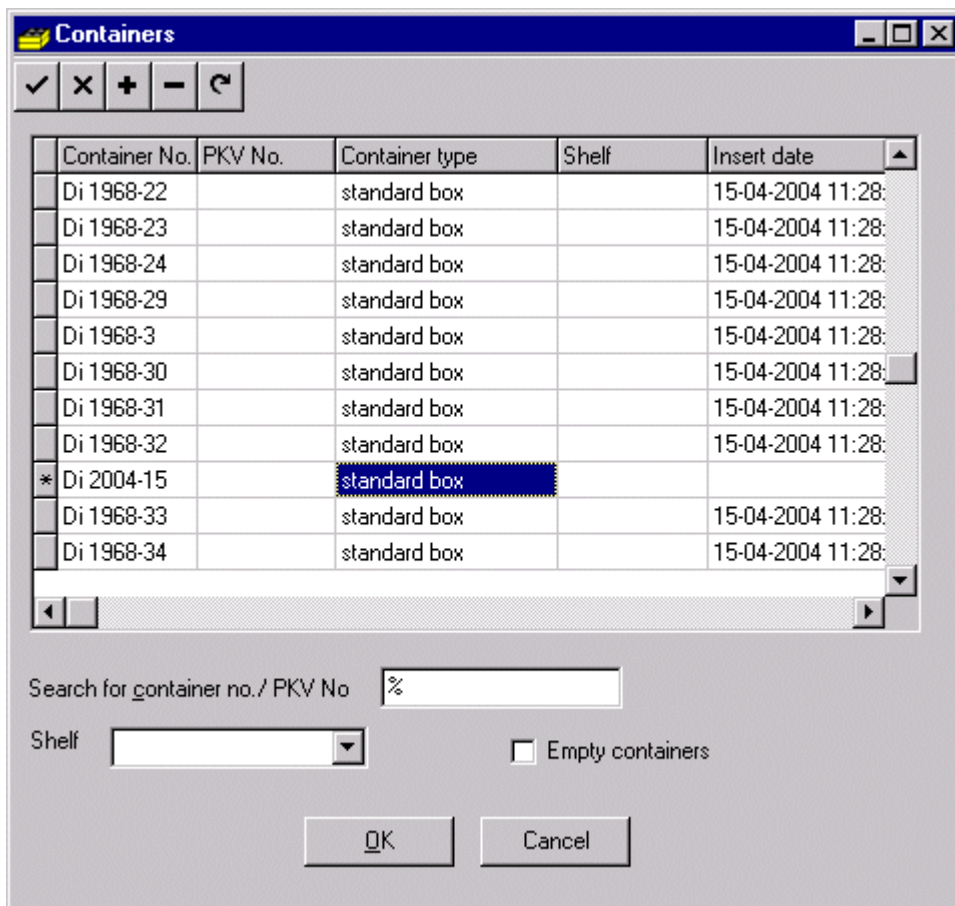 Containers
Container No. PKV No. Container type Shelf Insert date
Di 1968-22 standard box 15-04-2004 11:28:
Di 1968-23 standard box 15-04-2004 11:28:
Di 1968-24 standard box 15-04-2004 11:28:
Di 1968-29 standard box 15-04-2004 11:28:
Di 1968-3 standard box 15-04-2004 11:28:
Di 1968-30 standard box 15-04-2004 11:28:
Di 1968-31 standard box 15-04-2004 11:28:
Di 1968-32 standard box 15-04-2004 11:28:
* Di 2004-15 standard box
Di 1968-33 standard box 15-04-2004 11:28:
Di 1968-34 standard box 15-04-2004 11:28:
Search for container no./ PKV No %
Shelf Empty containers
OK Cancel